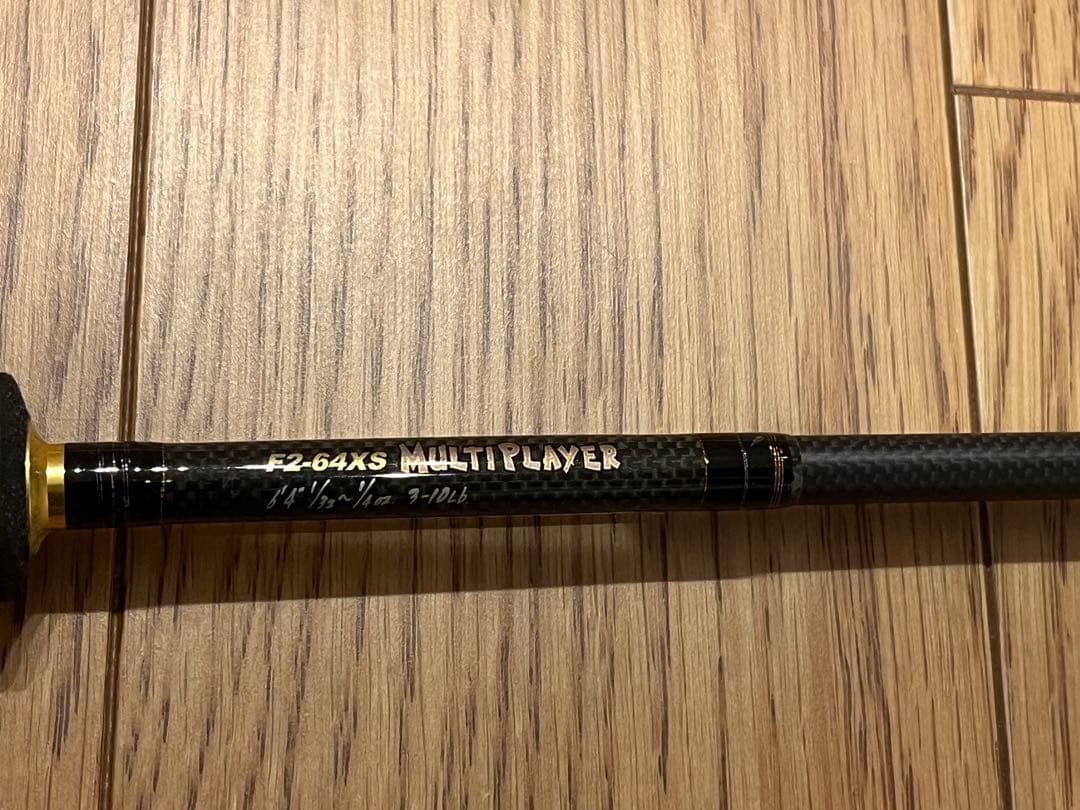 F2-64XS MULTIPLAYER
6'4" 1/32~1/4oz 3-10Lb